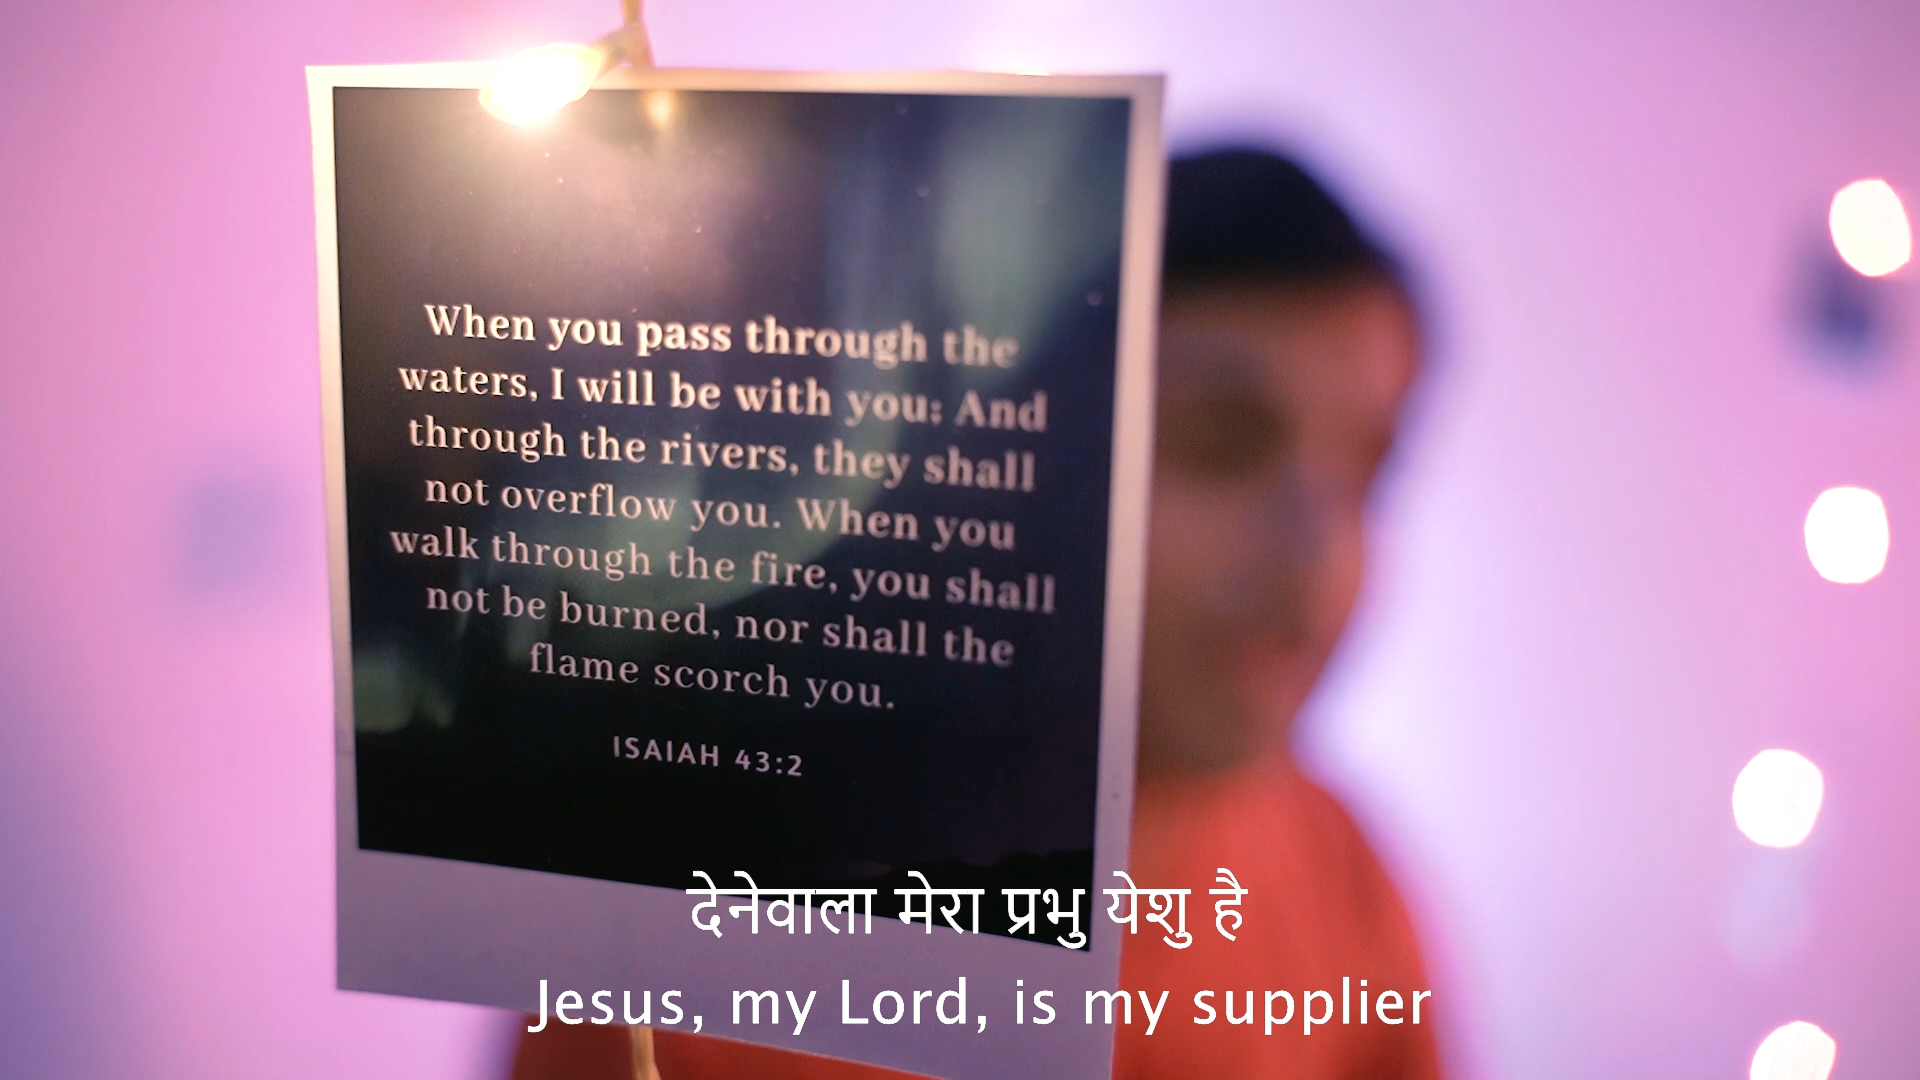 When you pass through the
waters, I will be with you: And
through the rivers, they shall
not overflow you. When you
walk through the fire, you shall
not be burned, nor shall the
flame scorch you.
ISAIAH 43:2
देनेवाला मेरा प्रभु येशु है
Jesus, my Lord, is my supplier